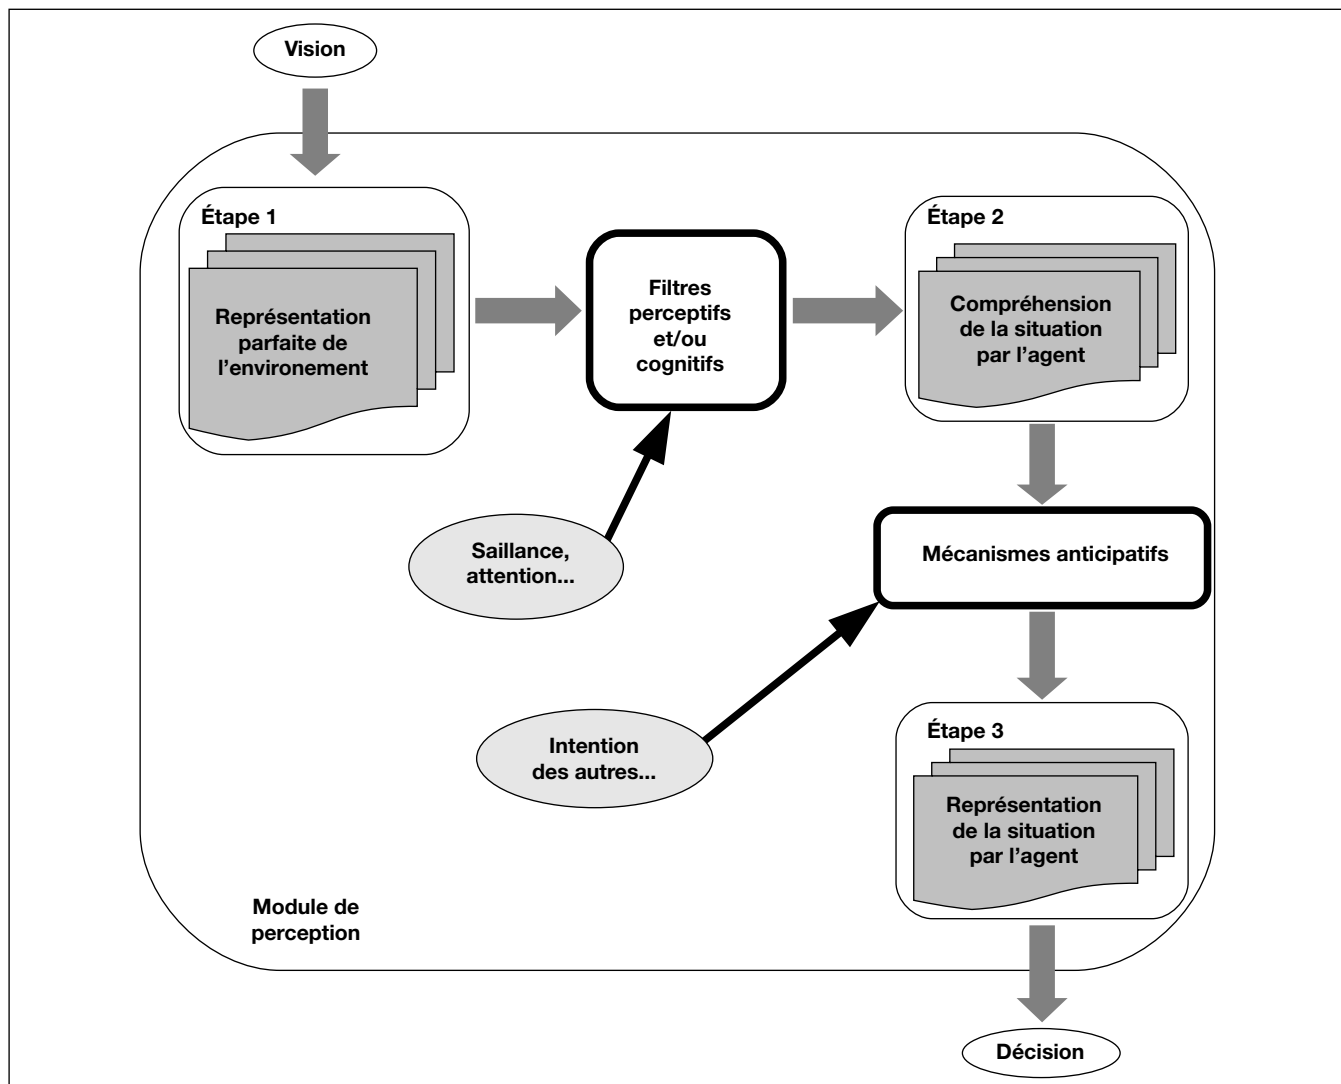 Vision
Étape 1
Représentation
parfaite de
l’environement
Filtres
perceptifs
et/ou
cognitifs
Étape 2
Compréhension
de la situation
par l’agent
Saillance,
attention...
Mécanismes anticipatifs
Intention
des autres...
Étape 3
Représentation
de la situation
par l’agent
Module de
perception
Décision